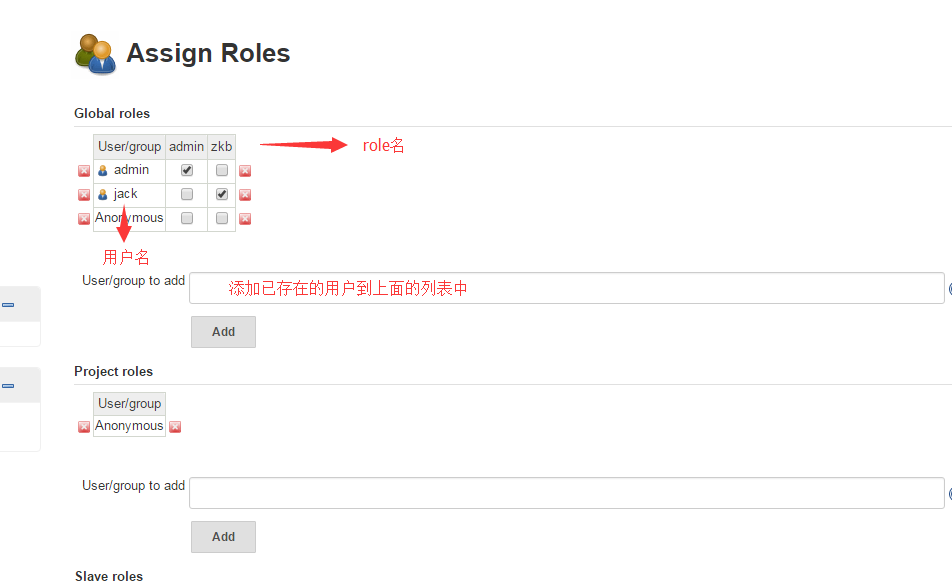 Assign Roles
Global roles
User/group admin zkb
role名
admin
jack
Anonymous
用户名
User/group to add
添加已存在的用户到上面的列表中
Add
Project roles
User/group
Anonymous
User/group to add
Add
Slave roles